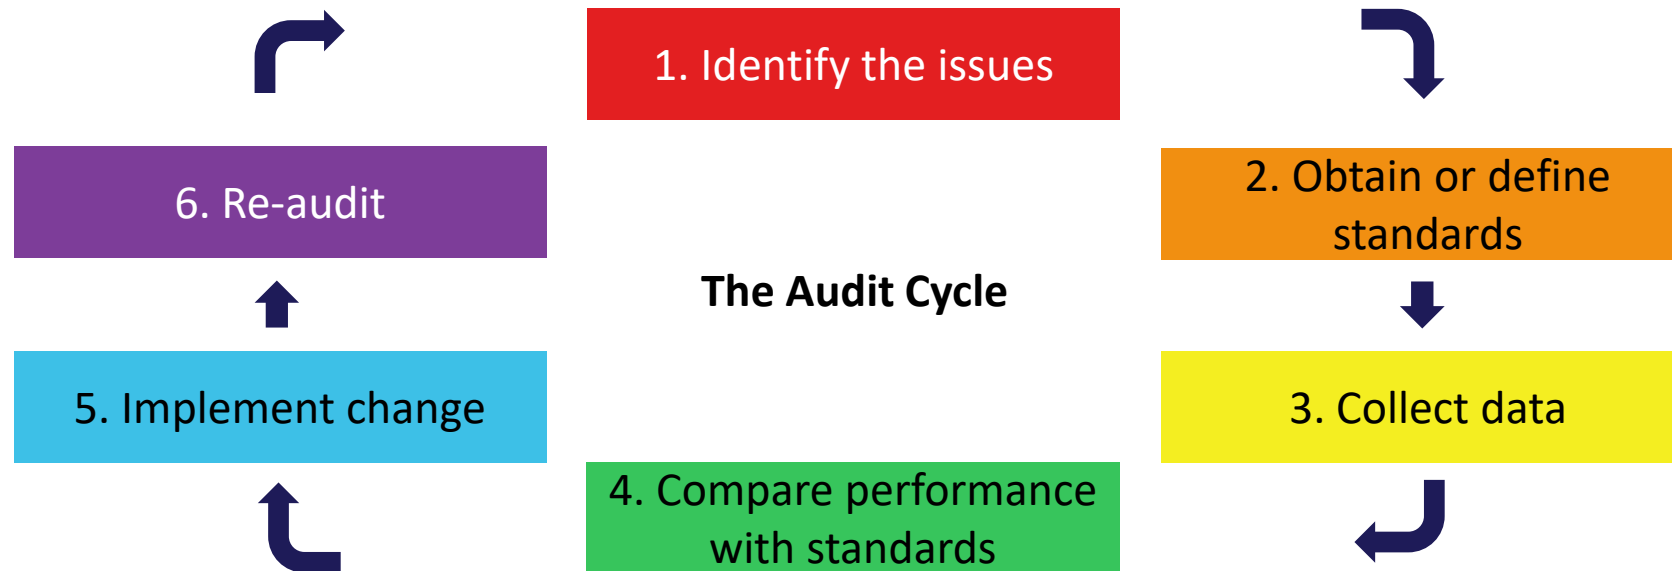 1. Identify the issues
2. Obtain or define
standards
3. Collect data
4. Compare performance
with standards
5. Implement change
6. Re-audit
The Audit Cycle